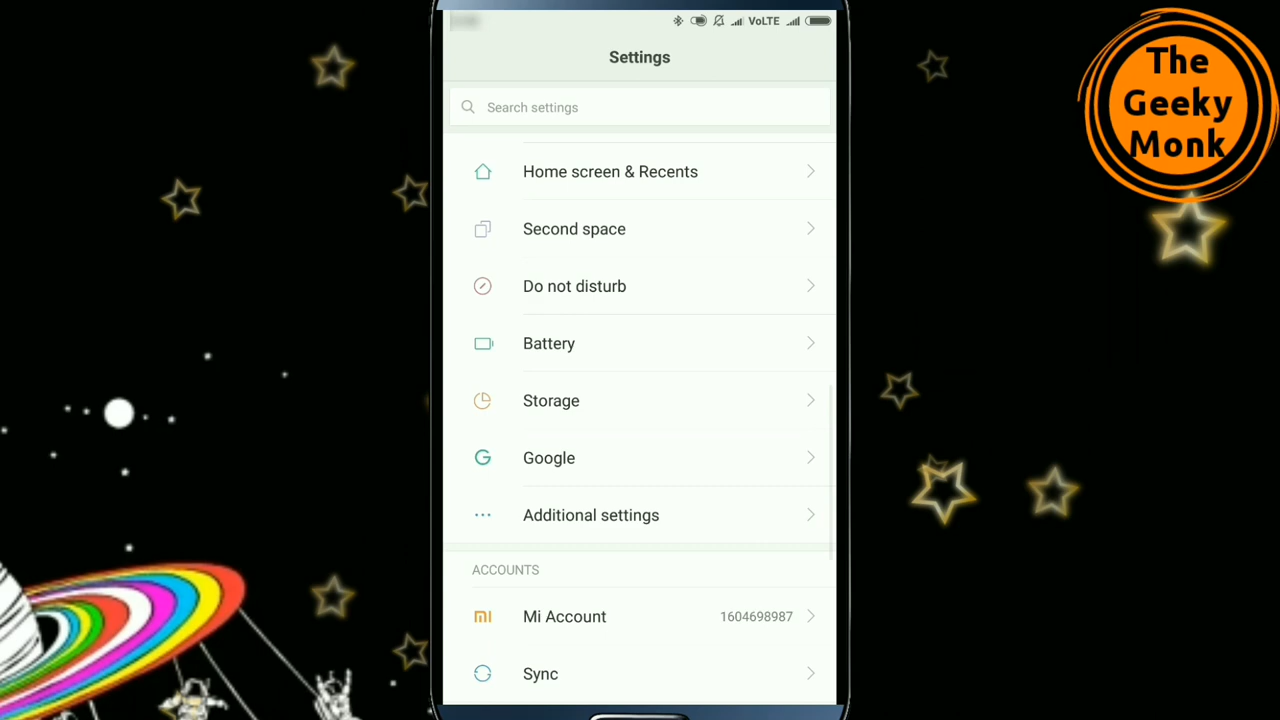 VoLTE
Settings
Search settings
Home screen & Recents
Second space
Do not disturb
Battery
Storage
Google
Additional settings
ACCOUNTS
Mi Account 1604698987
Sync
The
Geeky
Monk